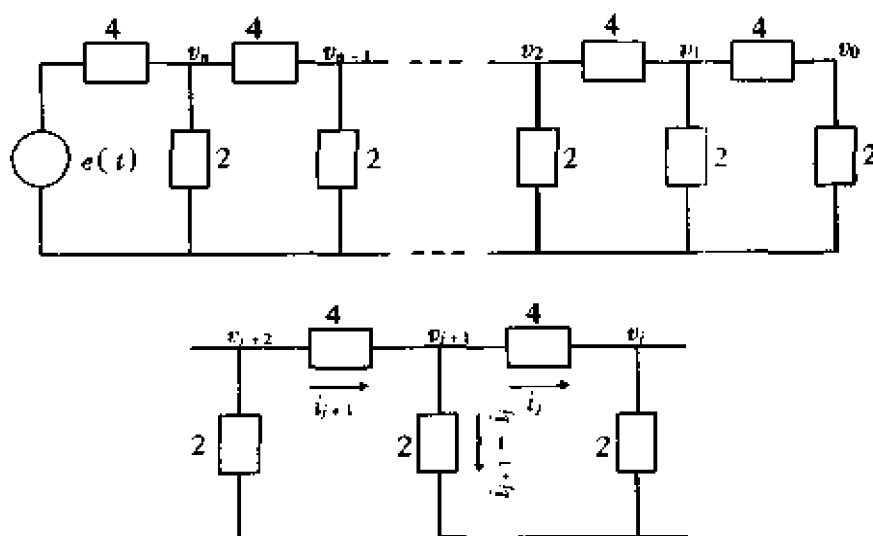 4 4 4 4
v_n v_{n-1} v_2 v_1 v_0
e(t) 2 2 2 2 2
4 4
v_{j+2} v_{j+1} v_j
i_{j+1} i_j
2 2 i_{j+1} - i_j 2